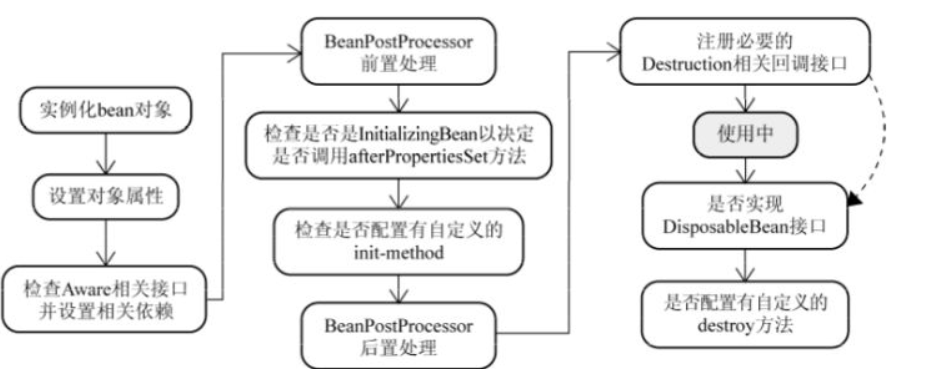 实例化bean对象
设置对象属性
检查Aware相关接口
并设置相关依赖
BeanPostProcessor
前置处理
检查是否是InitializingBean以决定
是否调用afterPropertiesSet方法
检查是否配置有自定义的
init-method
BeanPostProcessor
后置处理
注册必要的
Destruction相关回调接口
使用中
是否实现
DisposableBean接口
是否配置有自定义的
destroy方法